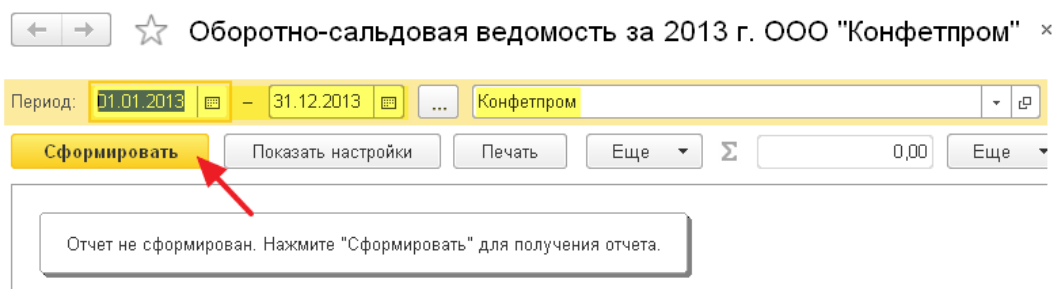 Оборотно-сальдовая ведомость за 2013 г. ООО "Конфетпром" ×
Период: 01.01.2013 – 31.12.2013 ... Конфетпром
Сформировать Показать настройки Печать Еще Σ 0,00 Еще
Отчет не сформирован. Нажмите "Сформировать" для получения отчета.